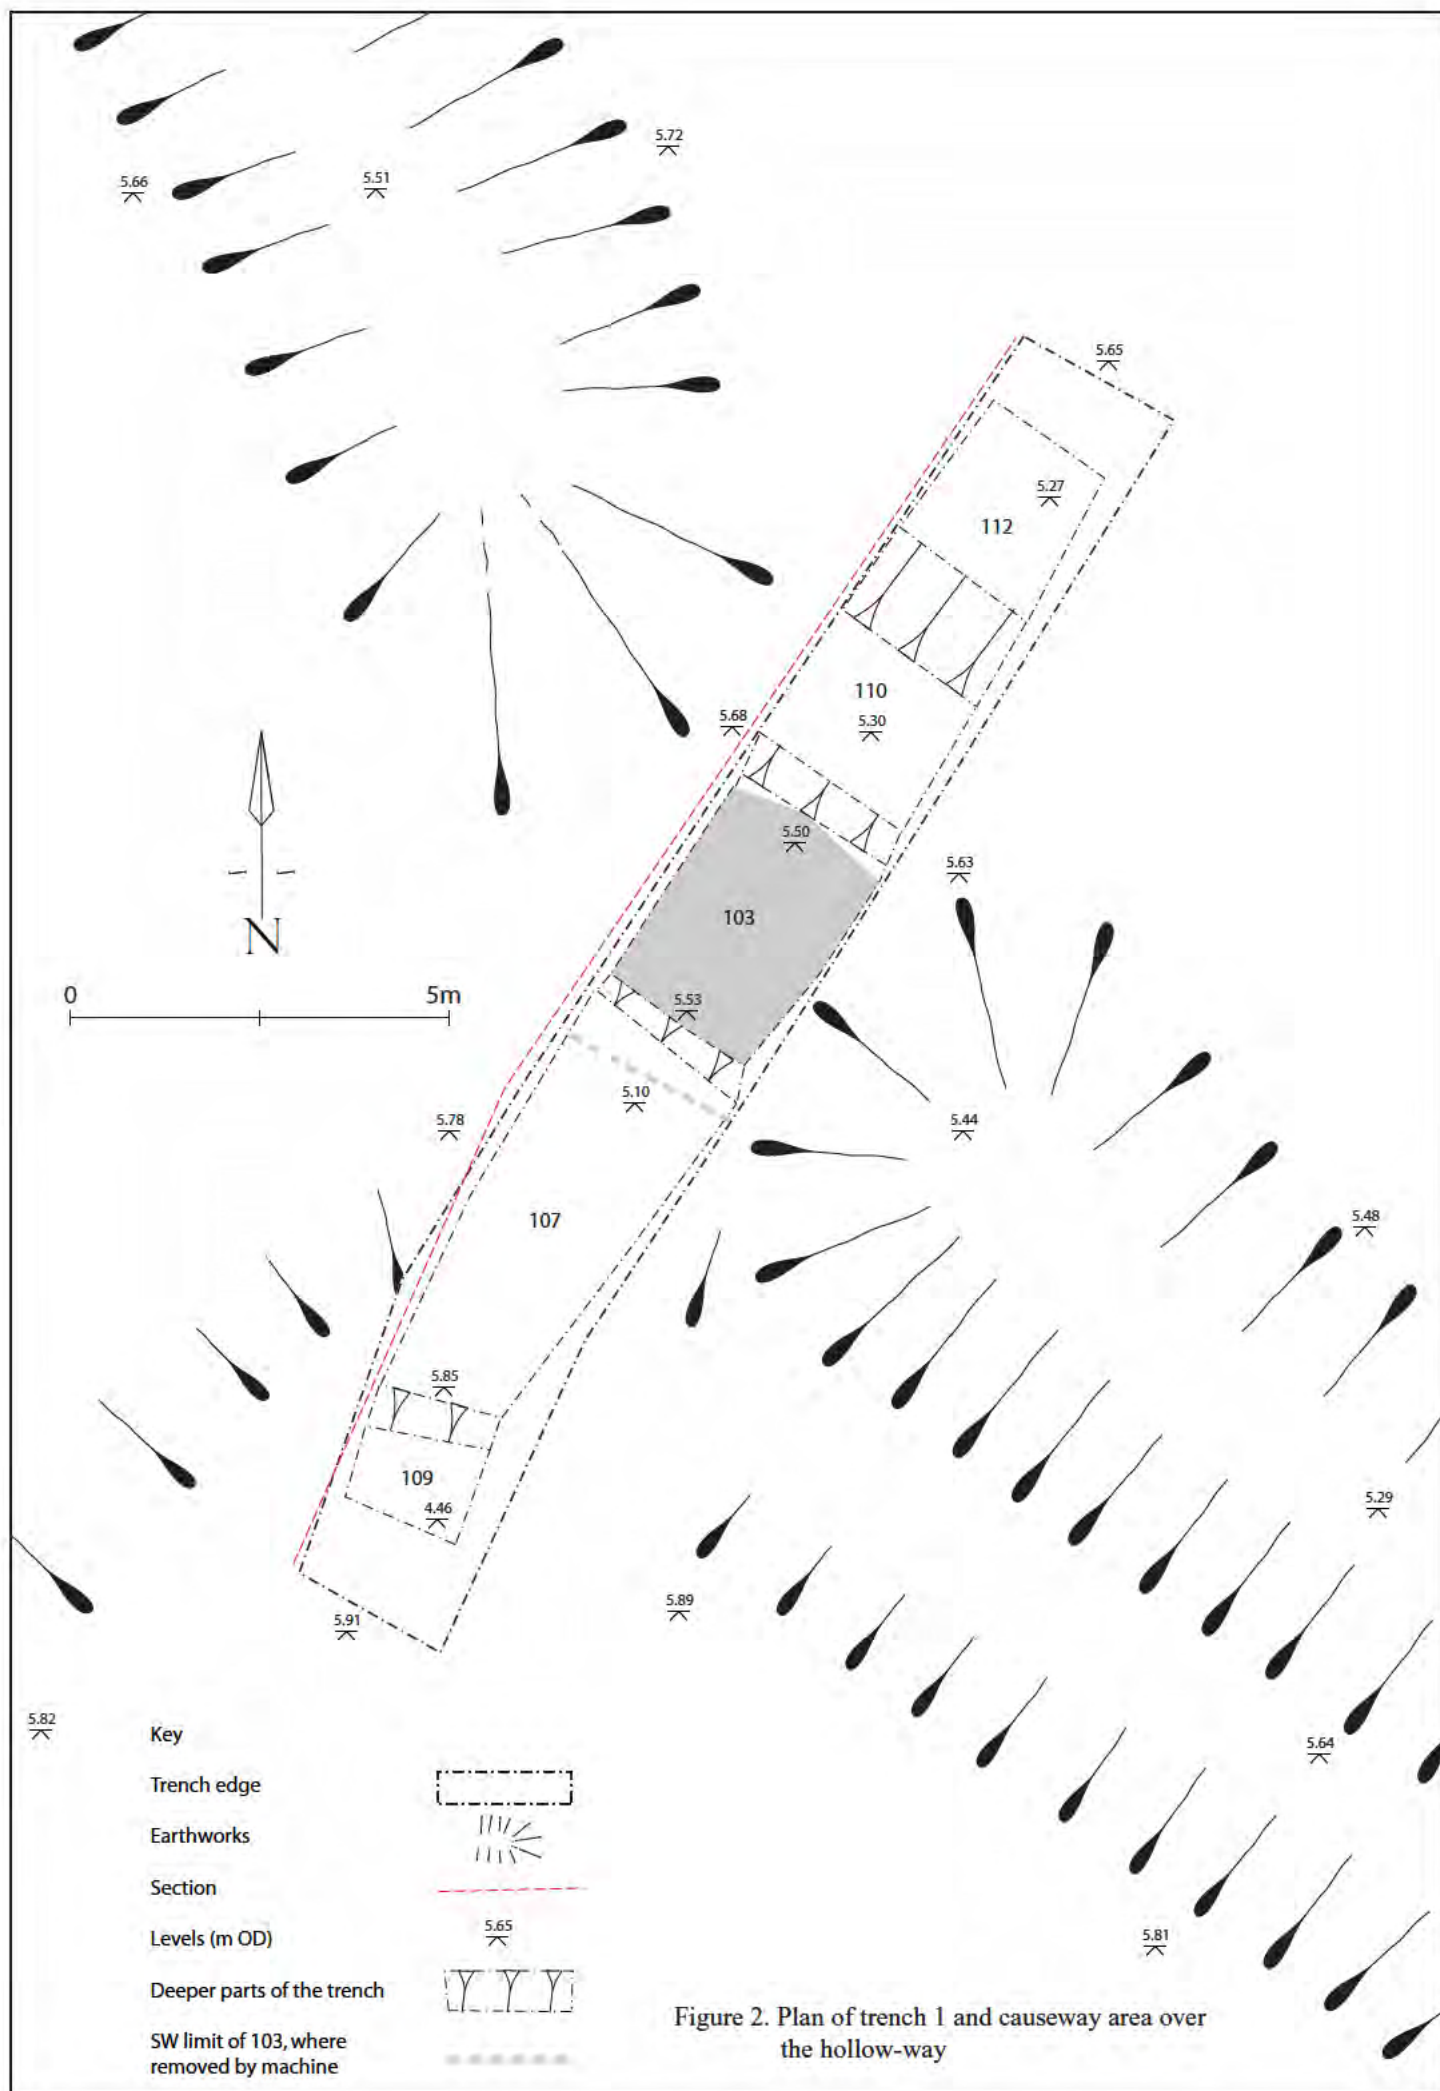 5.72
5.66
5.51
5.65
5.27
112
110
5.68
5.30
5.50
5.63
103
N
0 5m
5.53
5.10
5.78
5.44
107
5.48
5.85
109
4.46
5.29
5.89
5.91
5.82
5.64
Key
Trench edge
Earthworks
Section
Levels (m OD)
5.65
5.81
Deeper parts of the trench
SW limit of 103, where
removed by machine
Figure 2. Plan of trench 1 and causeway area over
the hollow-way